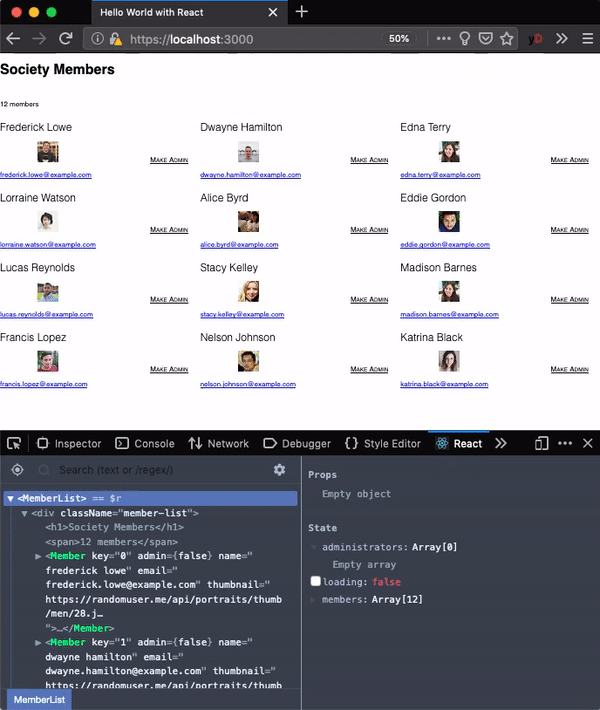 Hello World with React
https://localhost:3000
50%
Society Members
12 members
Frederick Lowe
Dwayne Hamilton
Edna Terry
Make Admin
Make Admin
Make Admin
frederick.lowe@example.com
dwayne.hamilton@example.com
edna.terry@example.com
Lorraine Watson
Alice Byrd
Eddie Gordon
Make Admin
Make Admin
Make Admin
lorraine.watson@example.com
alice.byrd@example.com
eddie.gordon@example.com
Lucas Reynolds
Stacy Kelley
Madison Barnes
Make Admin
Make Admin
Make Admin
lucas.reynolds@example.com
stacy.kelley@example.com
madison.barnes@example.com
Francis Lopez
Nelson Johnson
Katrina Black
Make Admin
Make Admin
Make Admin
francis.lopez@example.com
nelson.johnson@example.com
katrina.black@example.com
Inspector
Console
Network
Debugger
{} Style Editor
React
Search (text or /regex/)
<MemberList> == $r
<div className="member-list">
<h1>Society Members</h1>
<span>12 members</span>
<Member key="0" admin={false} name="
frederick lowe" email="
frederick.lowe@example.com" thumbnail="
https://randomuser.me/api/portraits/thumb
/men/28.j…
">…</Member>
<Member key="1" admin={false} name="
dwayne hamilton" email="
dwayne.hamilton@example.com" thumbnail="
https://randomuser.me/api/portraits/thumb
MemberList
Props
Empty object
State
administrators: Array[0]
Empty array
loading: false
members: Array[12]